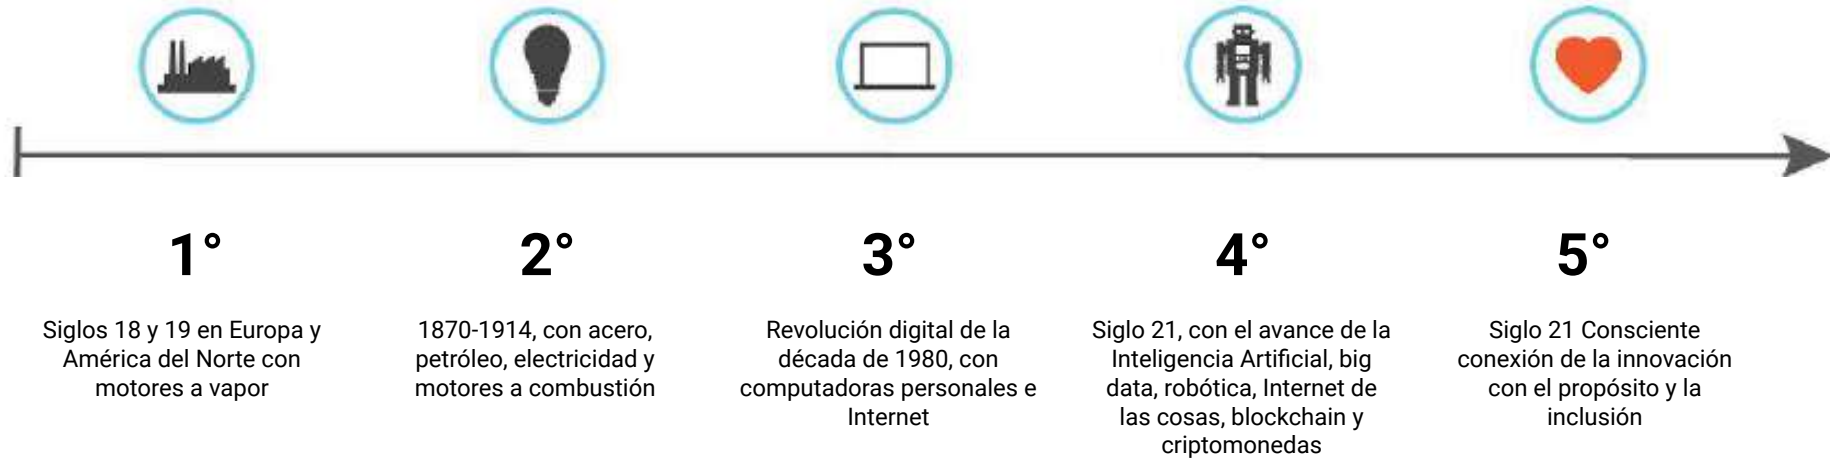 1°
Siglos 18 y 19 en Europa y
América del Norte con
motores a vapor
2°
1870-1914, con acero,
petróleo, electricidad y
motores a combustión
3°
Revolución digital de la
década de 1980, con
computadoras personales e
Internet
4°
Siglo 21, con el avance de la
Inteligencia Artificial, big
data, robótica, Internet de
las cosas, blockchain y
criptomonedas
5°
Siglo 21 Consciente
conexión de la innovación
con el propósito y la
inclusión